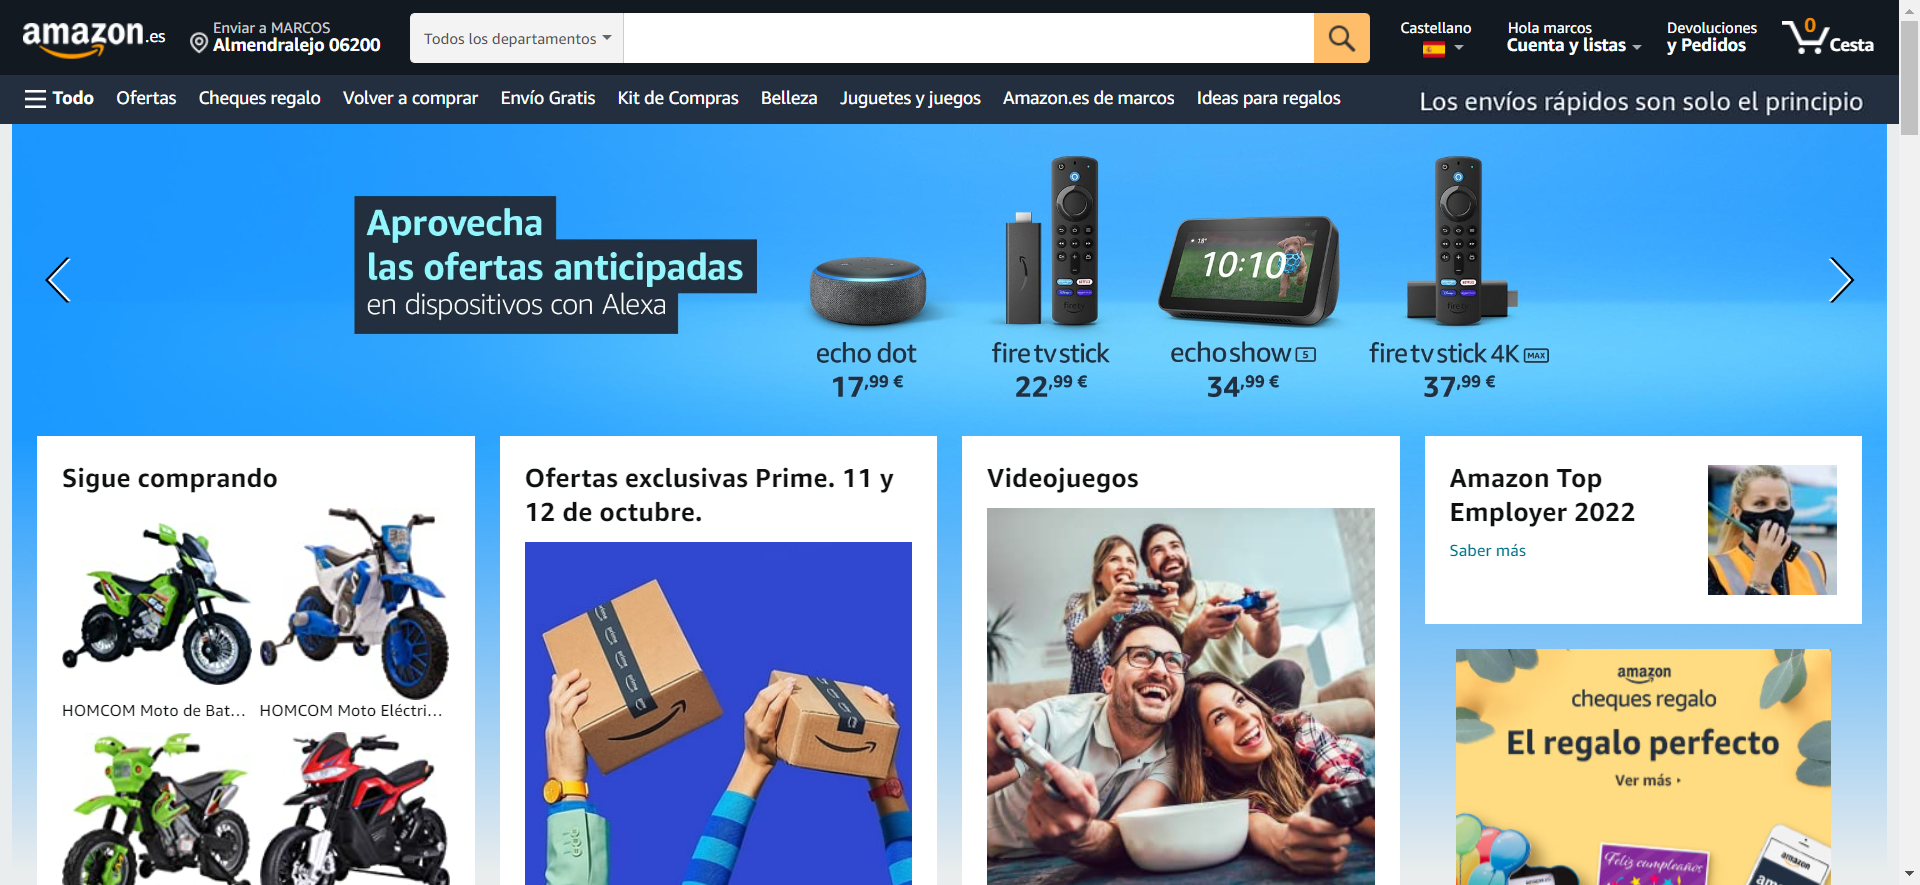 amazon.es
Enviar a MARCOS
Almendralejo 06200
Todos los departamentos
Castellano
Hola marcos
Cuenta y listas
Devoluciones
y Pedidos
0
Cesta
Todo
Ofertas
Cheques regalo
Volver a comprar
Envío Gratis
Kit de Compras
Belleza
Juguetes y juegos
Amazon.es de marcos
Ideas para regalos
Los envíos rápidos son solo el principio
Aprovecha
las ofertas anticipadas
en dispositivos con Alexa
18°
10:10
echo dot
17,99 €
fire tv stick
22,99 €
echo show 5
34,99 €
fire tv stick 4K MAX
37,99 €
Sigue comprando
HOMCOM Moto de Bat...
HOMCOM Moto Eléctri...
Ofertas exclusivas Prime. 11 y
12 de octubre.
prime
prime
prime
Videojuegos
Amazon Top
Employer 2022
Saber más
amazon
cheques regalo
El regalo perfecto
Ver más
Feliz cumpleaños
amazon